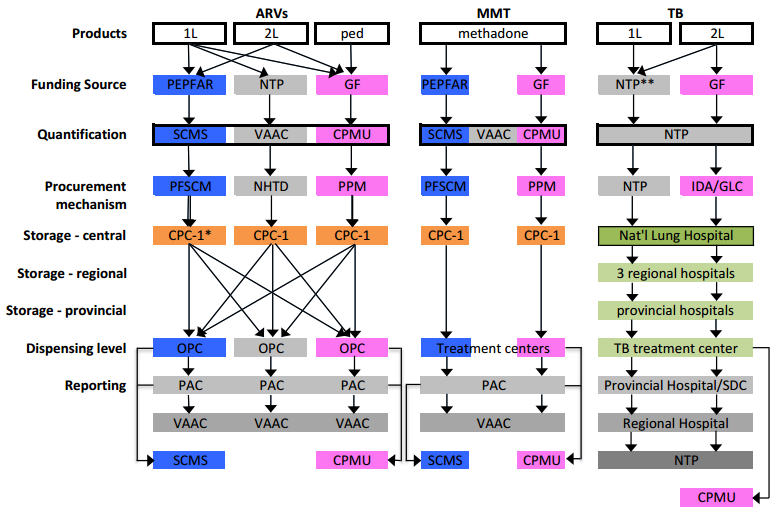 ARVs MMT TB
Products 1L 2L ped methadone 1L 2L
Funding Source PEPFAR NTP GF PEPFAR GF NTP** GF
Quantification SCMS VAAC CPMU SCMS VAAC CPMU NTP
Procurement mechanism PFSCM NHTD PPM PFSCM PPM NTP IDA/GLC
Storage - central CPC-1* CPC-1 CPC-1 CPC-1 CPC-1 Nat'l Lung Hospital
Storage - regional 3 regional hospitals
Storage - provincial provincial hospitals
Dispensing level OPC OPC OPC Treatment centers TB treatment center
Reporting PAC PAC PAC PAC Provincial Hospital/SDC
VAAC VAAC VAAC VAAC Regional Hospital
SCMS CPMU SCMS CPMU NTP
CPMU